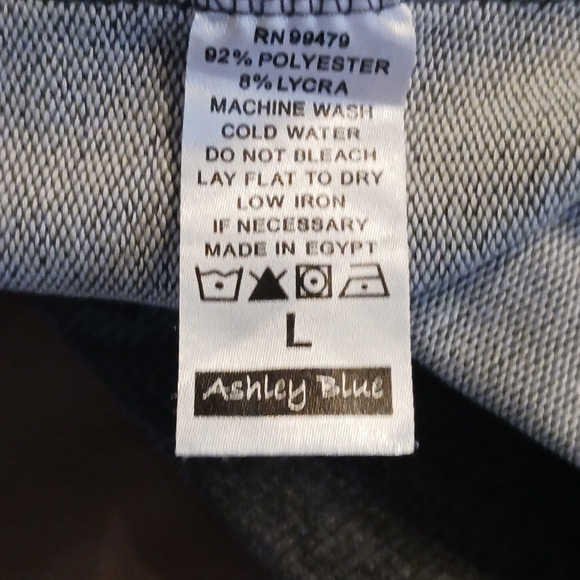 RN 99479
92% POLYESTER
8% LYCRA
MACHINE WASH
COLD WATER
DO NOT BLEACH
LAY FLAT TO DRY
LOW IRON
IF NECESSARY
MADE IN EGYPT
L
Ashley Blue